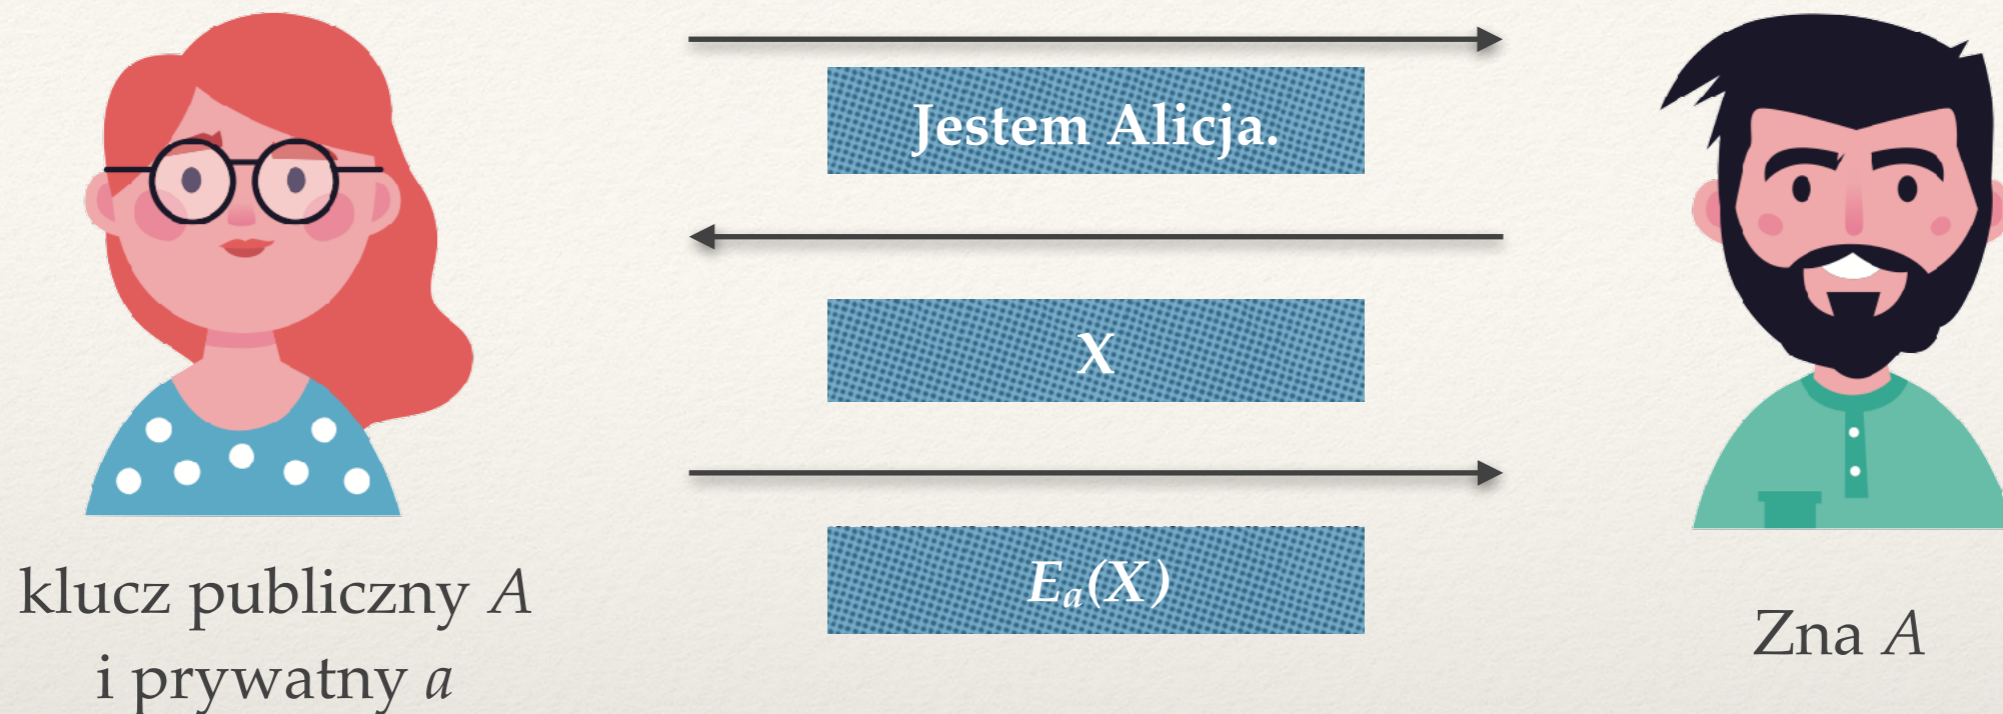 Jestem Alicja.
X
Eₐ(X)
klucz publiczny A
i prywatny a
Zna A